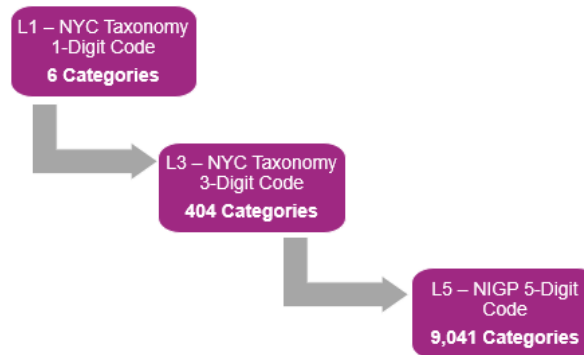 L1 – NYC Taxonomy
1-Digit Code
6 Categories
L3 – NYC Taxonomy
3-Digit Code
404 Categories
L5 – NIGP 5-Digit
Code
9,041 Categories